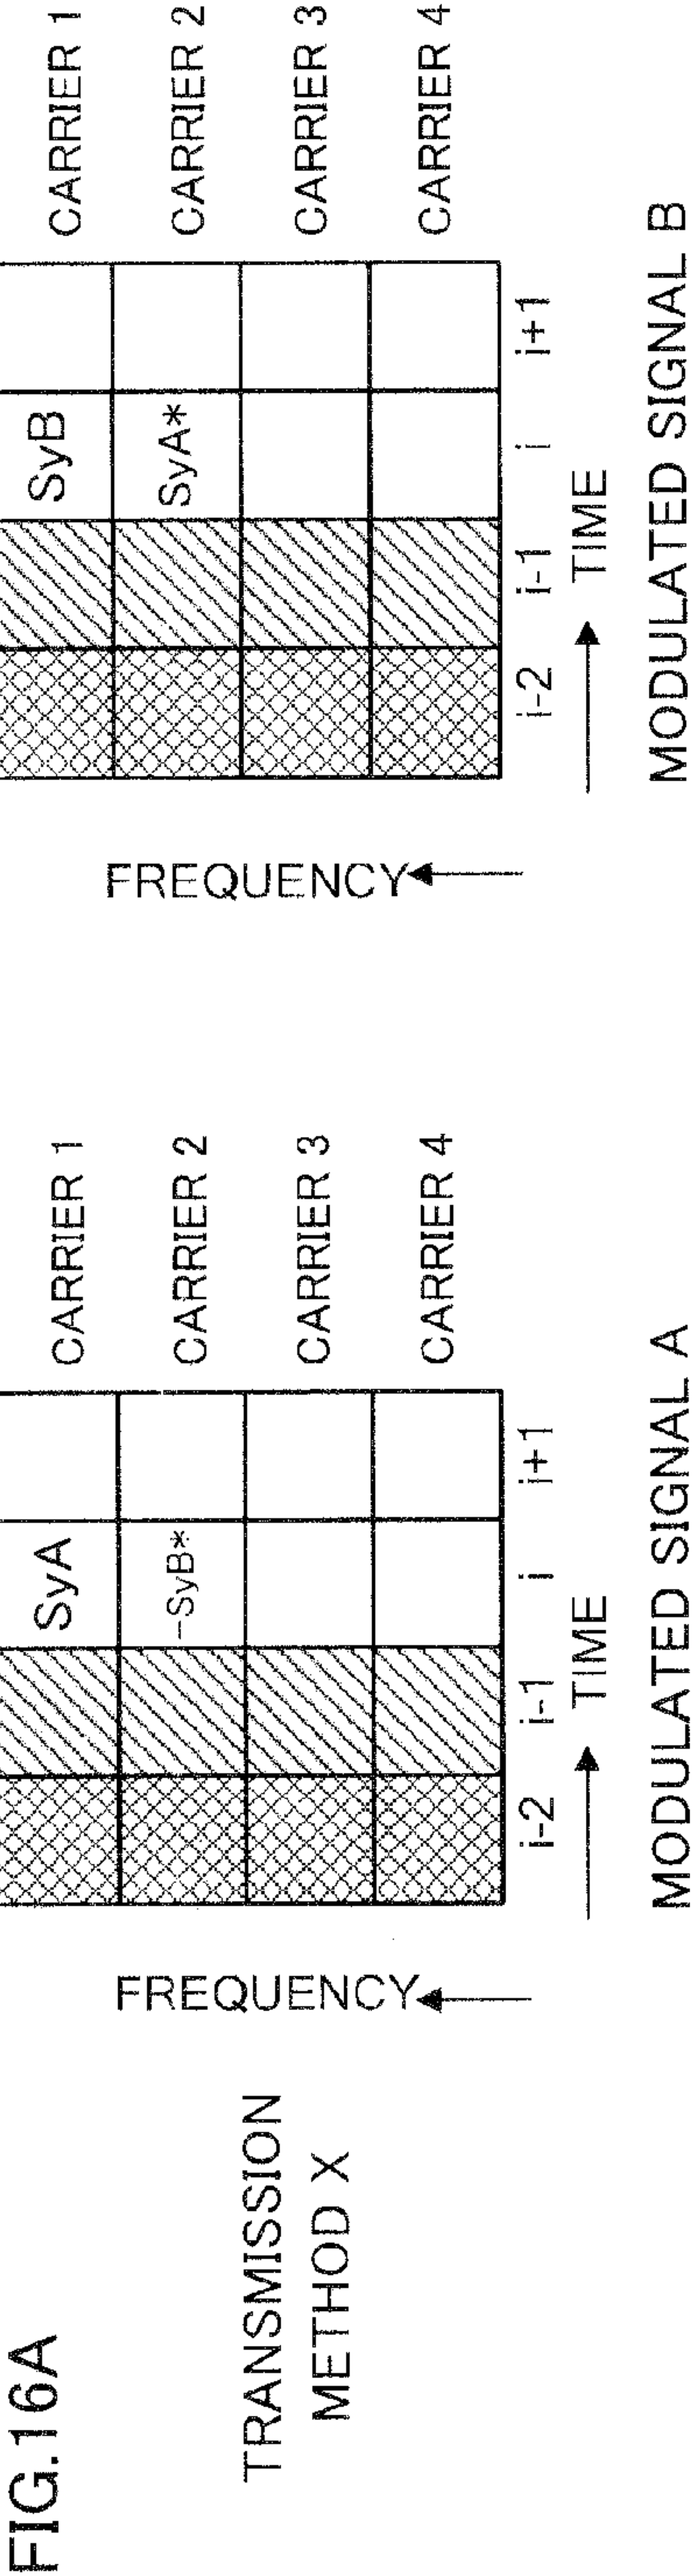 FIG.16A
TRANSMISSION
METHOD X
FREQUENCY
SyA
CARRIER 1
-SyB*
CARRIER 2
CARRIER 3
CARRIER 4
i-2 i-1 i i+1
TIME
MODULATED SIGNAL A
FREQUENCY
SyB
CARRIER 1
SyA*
CARRIER 2
CARRIER 3
CARRIER 4
i-2 i-1 i i+1
TIME
MODULATED SIGNAL B